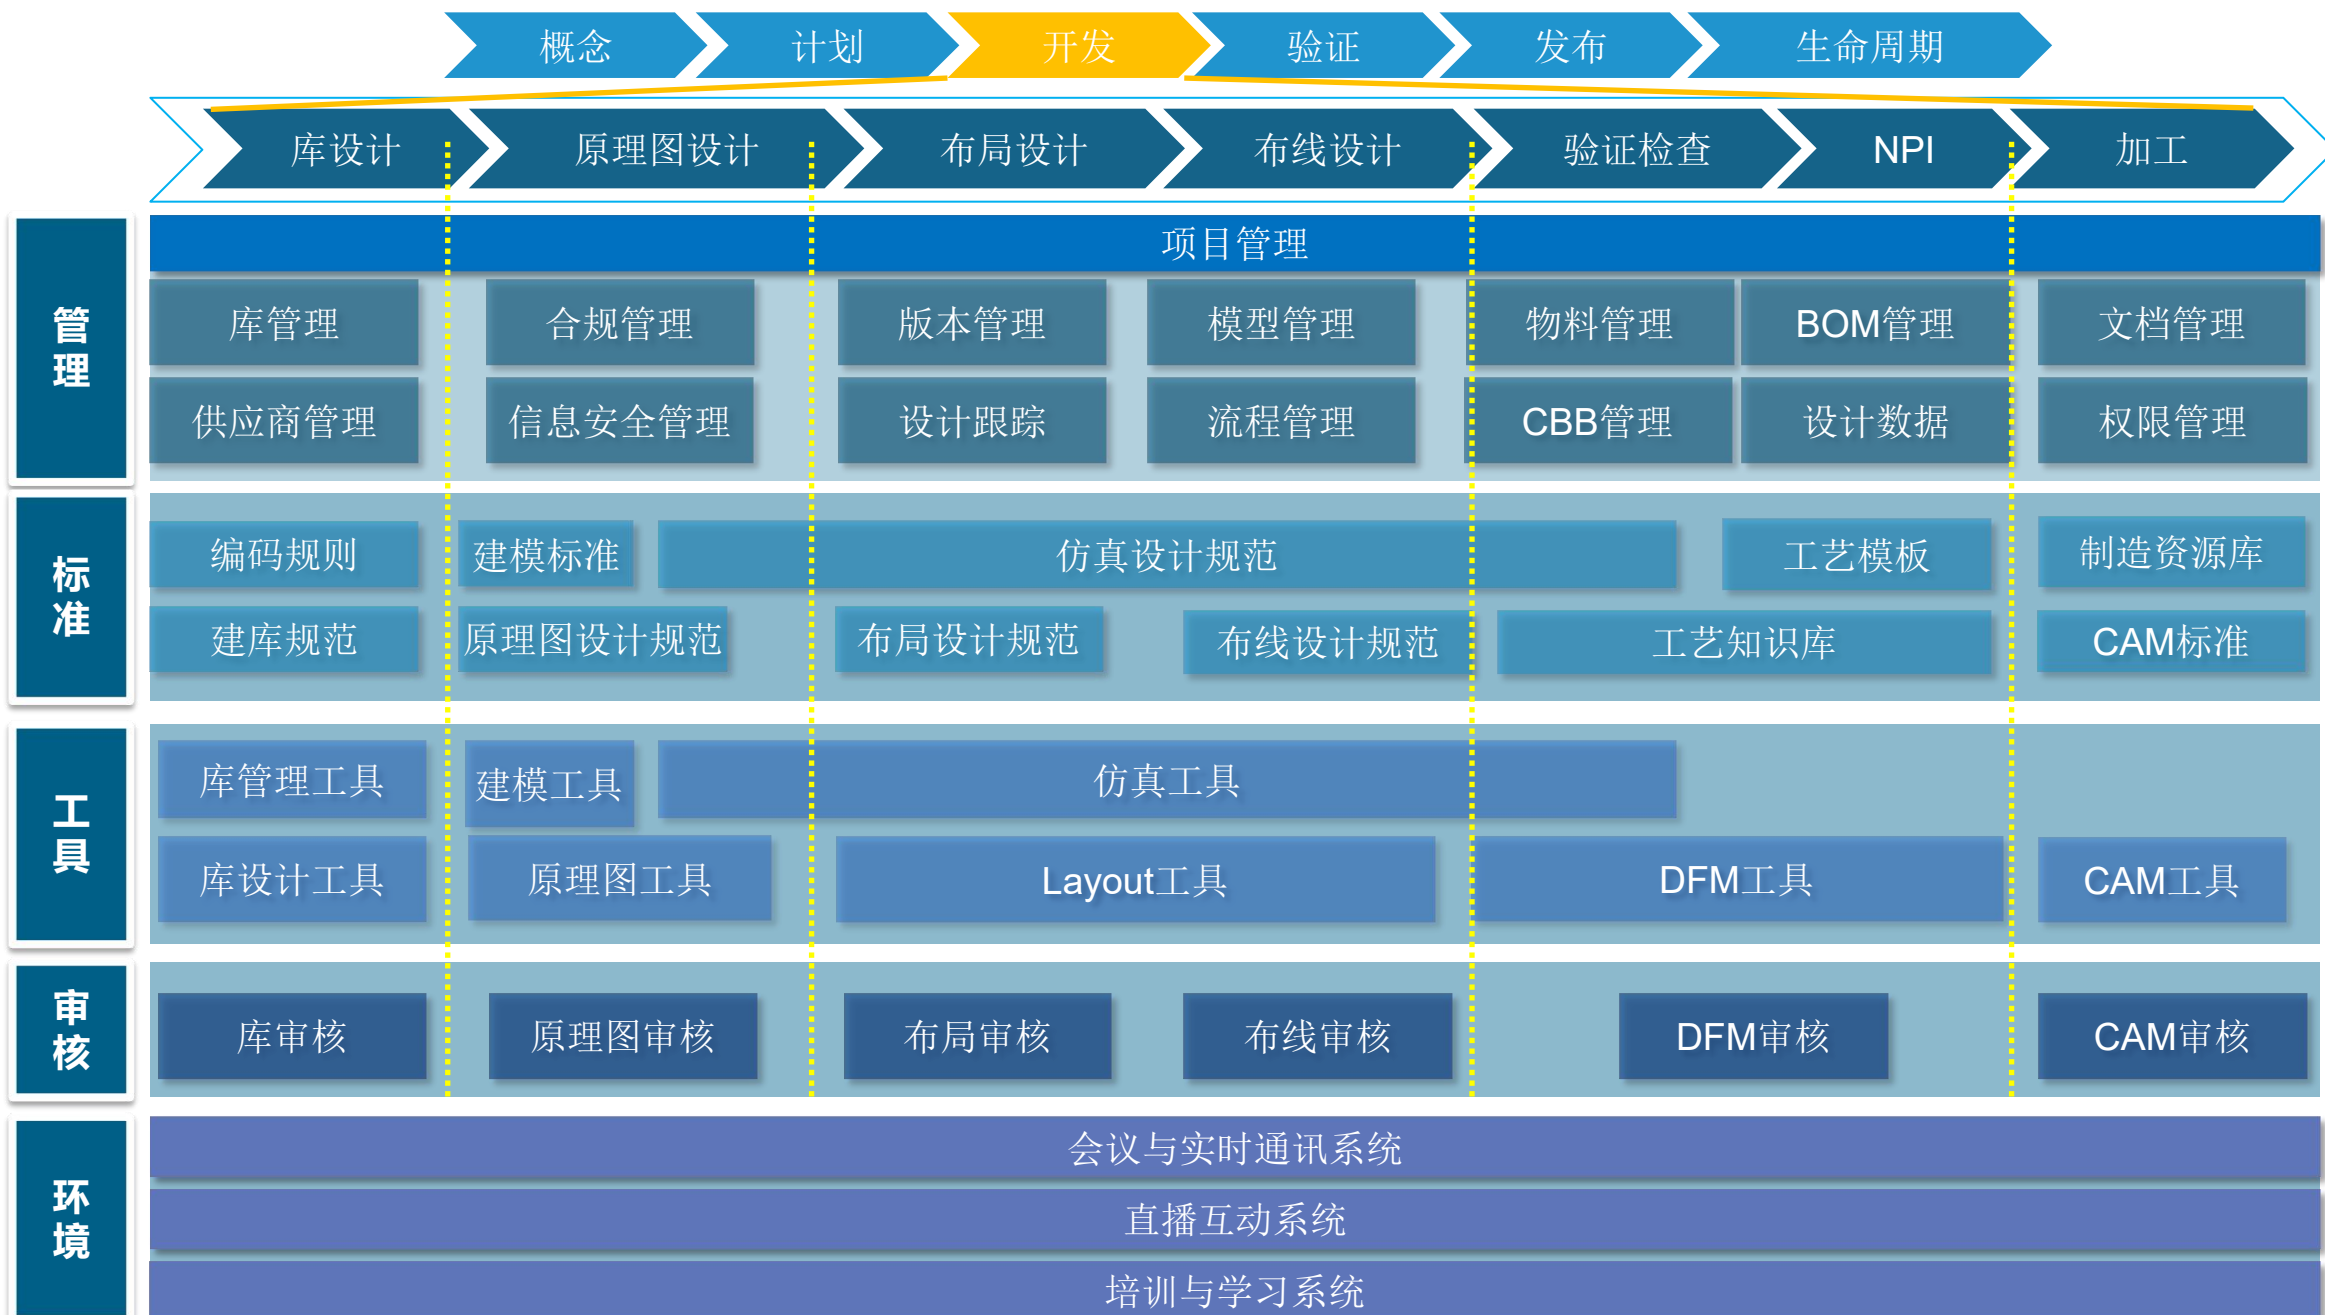 概念 计划 开发 验证 发布 生命周期
库设计 原理图设计 布局设计 布线设计 验证检查 NPI 加工
管理
项目管理
库管理 合规管理 版本管理 模型管理 物料管理 BOM管理 文档管理
供应商管理 信息安全管理 设计跟踪 流程管理 CBB管理 设计数据 权限管理
标准
编码规则 建模标准 仿真设计规范 工艺模板 制造资源库
建库规范 原理图设计规范 布局设计规范 布线设计规范 工艺知识库 CAM标准
工具
库管理工具 建模工具 仿真工具
库设计工具 原理图工具 Layout工具 DFM工具 CAM工具
审核
库审核 原理图审核 布局审核 布线审核 DFM审核 CAM审核
环境
会议与实时通讯系统
直播互动系统
培训与学习系统